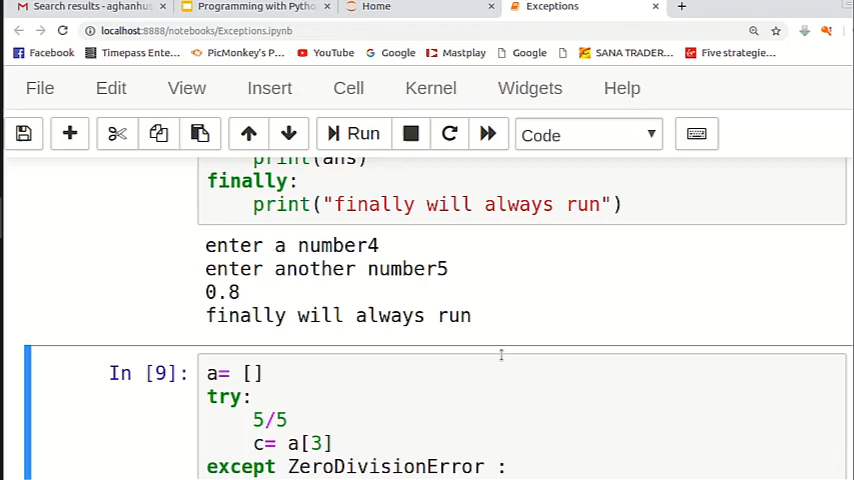 Search results - aghanhus
Programming with Pytho
Home
Exceptions
localhost:8888/notebooks/Exceptions.ipynb
Facebook
Timepass Ente...
PicMonkey's P...
YouTube
Google
Mastplay
Google
SANA TRADER...
Five strategie...
File
Edit
View
Insert
Cell
Kernel
Widgets
Help
Run
Code
print(ans)
finally:
print("finally will always run")
enter a number4
enter another number5
0.8
finally will always run
In [9]:
a= []
try:
5/5
c= a[3]
except ZeroDivisionError :